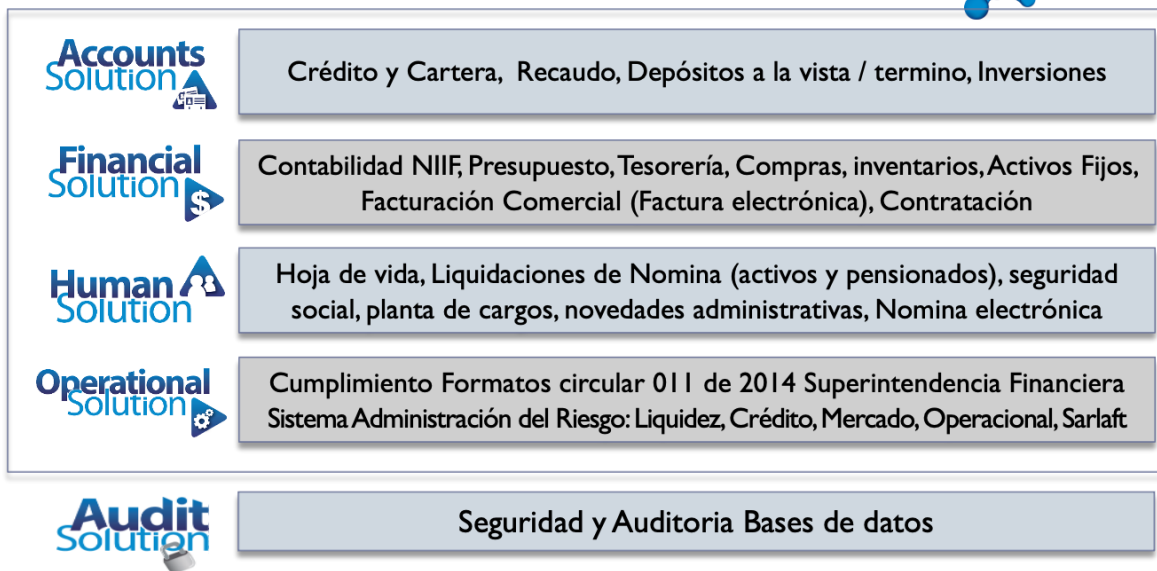 Accounts
Solution
Crédito y Cartera, Recaudo, Depósitos a la vista / termino, Inversiones
Financial
Solution
$
Contabilidad NIIF, Presupuesto, Tesorería, Compras, inventarios, Activos Fijos,
Facturación Comercial (Factura electrónica), Contratación
Human
Solution
Hoja de vida, Liquidaciones de Nomina (activos y pensionados), seguridad
social, planta de cargos, novedades administrativas, Nomina electrónica
Operational
Solution
Cumplimiento Formatos circular 011 de 2014 Superintendencia Financiera
Sistema Administración del Riesgo: Liquidez, Crédito, Mercado, Operacional, Sarlaft
Audit
Solution
Seguridad y Auditoria Bases de datos